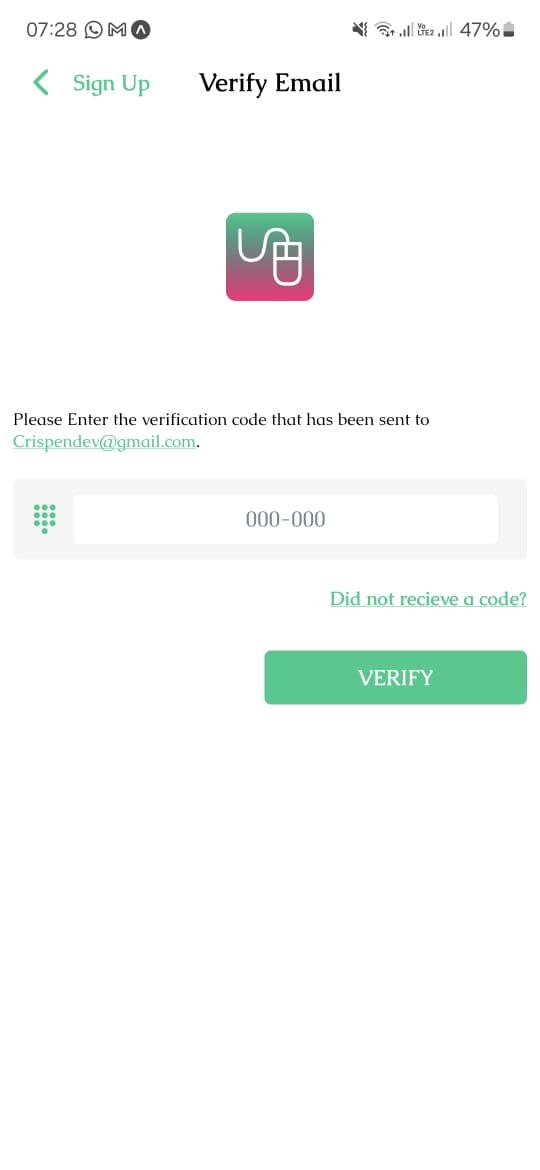 07:28 47%
Sign Up Verify Email
Please Enter the verification code that has been sent to
Crispendev@gmail.com.
000-000
Did not recieve a code?
VERIFY